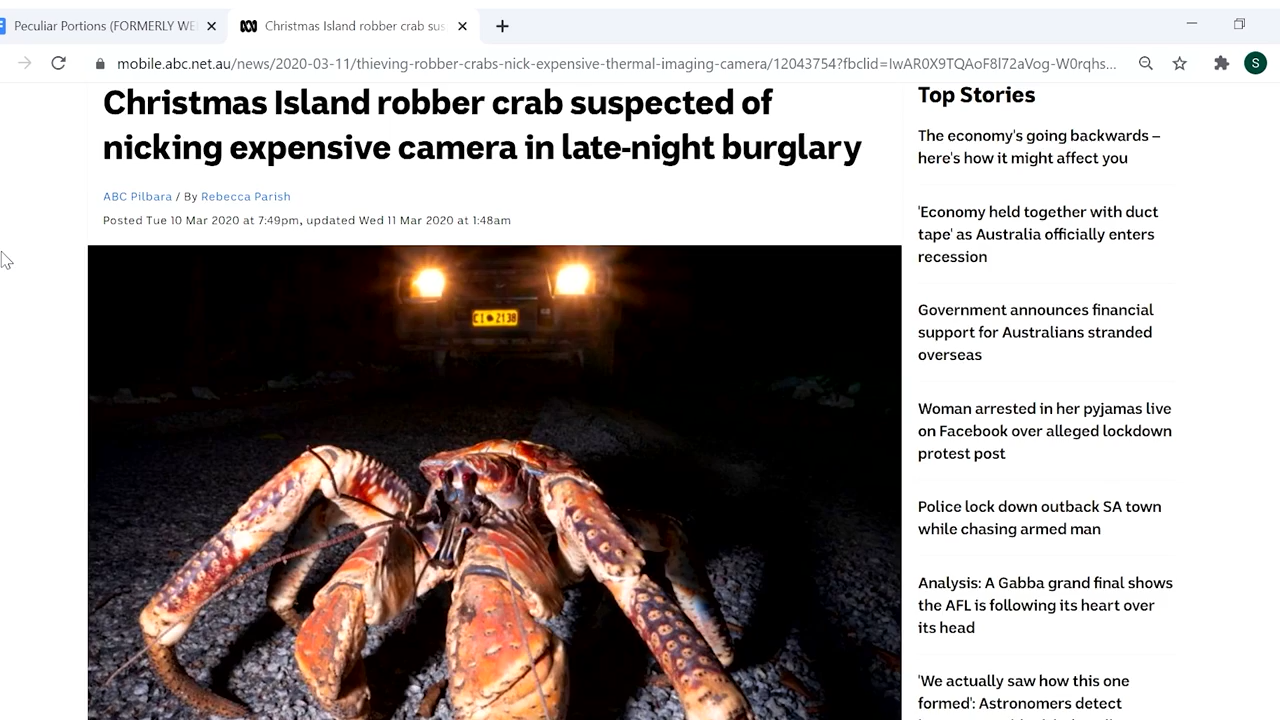 Peculiar Portions (FORMERLY WE
Christmas Island robber crab sus
mobile.abc.net.au/news/2020-03-11/thieving-robber-crabs-nick-expensive-thermal-imaging-camera/12043754?fbclid=IwAR0X9TQAoF8l72aVog-W0rqhs...
S
Christmas Island robber crab suspected of
nicking expensive camera in late-night burglary
ABC Pilbara / By Rebecca Parish
Posted Tue 10 Mar 2020 at 7:49pm, updated Wed 11 Mar 2020 at 1:48am
CI 2138
Top Stories
The economy's going backwards –
here's how it might affect you
'Economy held together with duct
tape' as Australia officially enters
recession
Government announces financial
support for Australians stranded
overseas
Woman arrested in her pyjamas live
on Facebook over alleged lockdown
protest post
Police lock down outback SA town
while chasing armed man
Analysis: A Gabba grand final shows
the AFL is following its heart over
its head
'We actually saw how this one
formed': Astronomers detect